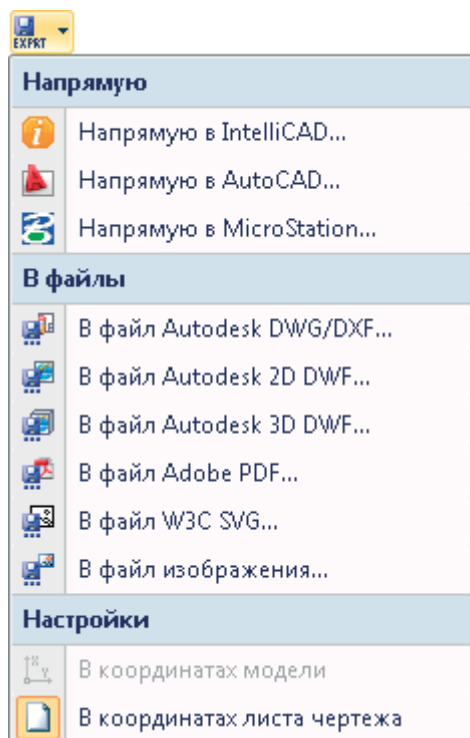 EXPRT
Напрямую
Напрямую в IntelliCAD...
Напрямую в AutoCAD...
Напрямую в MicroStation...
В файлы
В файл Autodesk DWG/DXF...
В файл Autodesk 2D DWF...
В файл Autodesk 3D DWF...
В файл Adobe PDF...
В файл W3C SVG...
В файл изображения...
Настройки
В координатах модели
В координатах листа чертежа